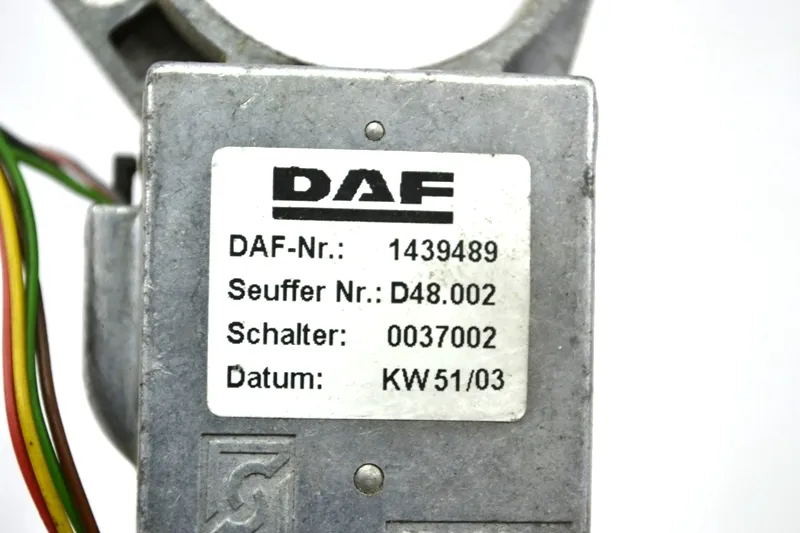 DAF
DAF-Nr.: 1439489
Seuffer Nr.: D48.002
Schalter: 0037002
Datum: KW51/03